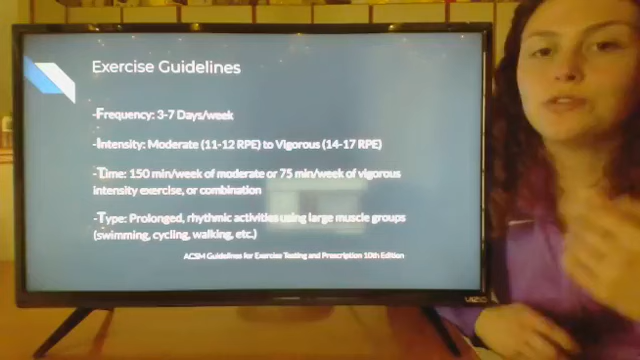 Exercise Guidelines
-Frequency: 3-7 Days/week
-Intensity: Moderate (11-12 RPE) to Vigorous (14-17 RPE)
-Time: 150 min/week of moderate or 75 min/week of vigorous
intensity exercise, or combination
-Type: Prolonged, rhythmic activities using large muscle groups
(swimming, cycling, walking, etc.)
ACSM Guidelines for Exercise Testing and Prescription 10th Edition
VIZIO